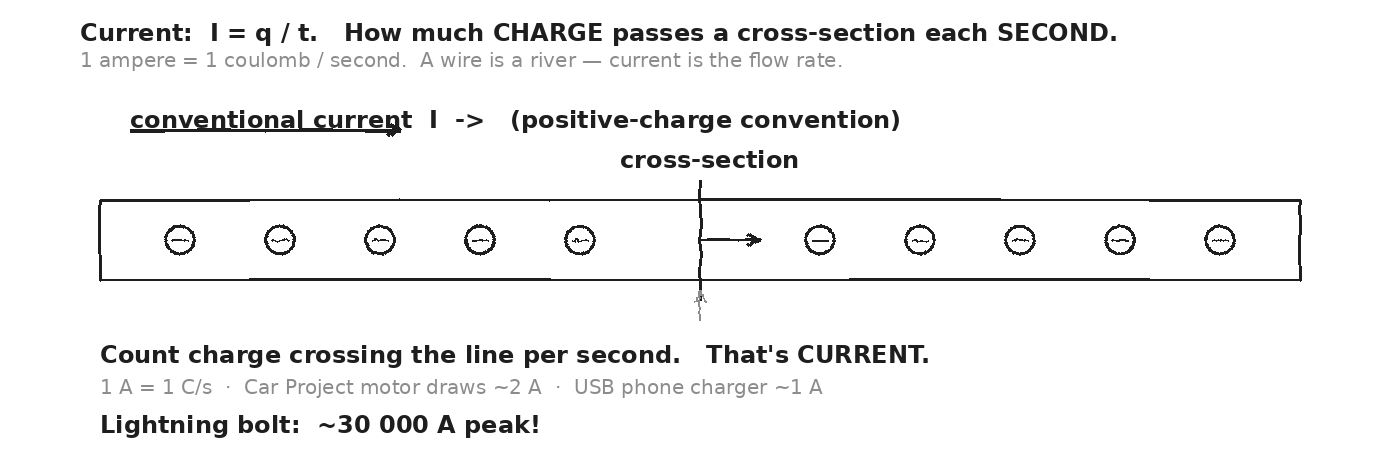 Current:  I = q / t.   How much CHARGE passes a cross-section each SECOND.
1 ampere = 1 coulomb / second.  A wire is a river — current is the flow rate.
conventional current  I  ->   (positive-charge convention)
cross-section
Count charge crossing the line per second.   That's CURRENT.
1 A = 1 C/s  ·  Car Project motor draws ~2 A  ·  USB phone charger ~1 A
Lightning bolt:  ~30 000 A peak!